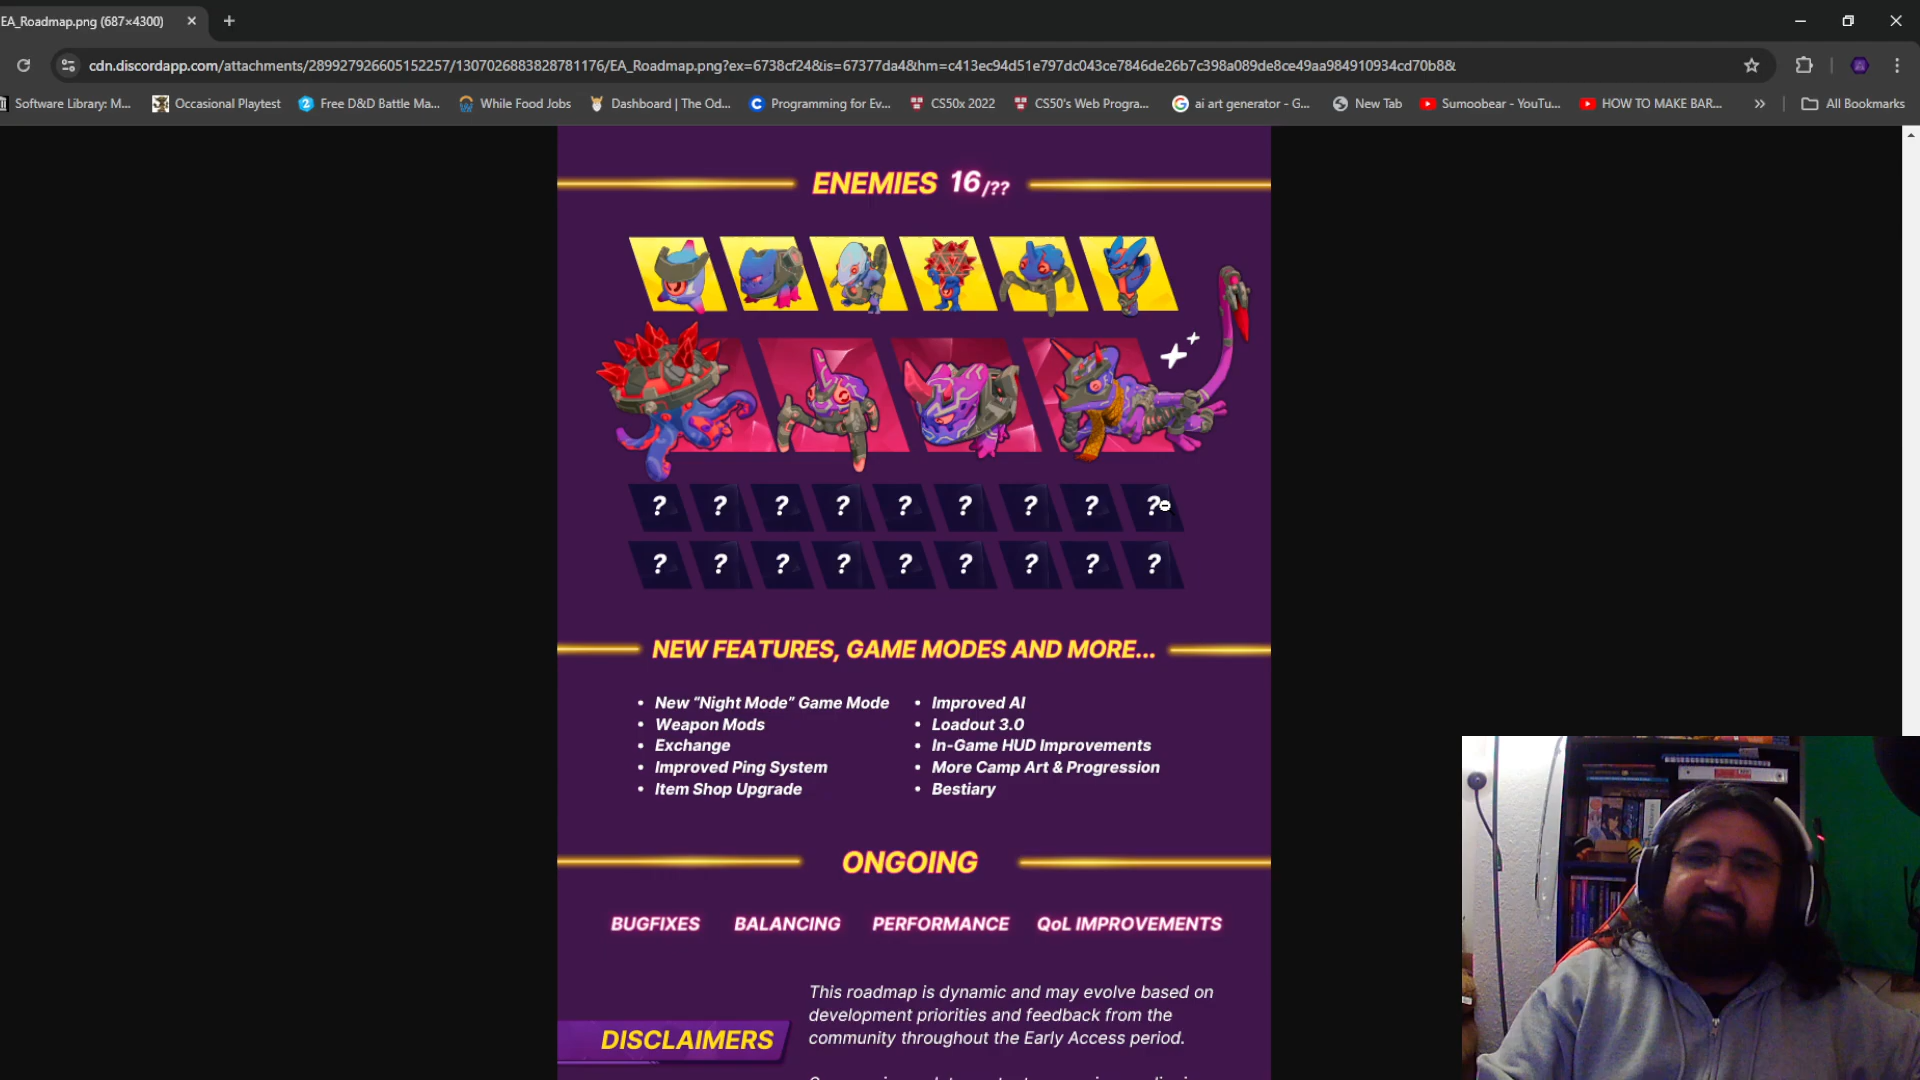 EA_Roadmap.png (687×4300)
cdn.discordapp.com/attachments/289927926605152257/1307026883828781176/EA_Roadmap.png?ex=6738cf24&is=67377da4&hm=c413ec94d51e797dc043ce7846de26b7c398a089de8ce49aa984910934cd70b8&
Software Library: M... Occasional Playtest Free D&D Battle Ma... While Food Jobs Dashboard | The Od... Programming for Ev... CS50x 2022 CS50's Web Progra... ai art generator - G... New Tab Sumoobear - YouTu... HOW TO MAKE BAR... » All Bookmarks
ENEMIES 16/??
? ? ? ? ? ? ? ? ?
? ? ? ? ? ? ? ? ?
NEW FEATURES, GAME MODES AND MORE...
• New “Night Mode” Game Mode
• Weapon Mods
• Exchange
• Improved Ping System
• Item Shop Upgrade
• Improved AI
• Loadout 3.0
• In-Game HUD Improvements
• More Camp Art & Progression
• Bestiary
ONGOING
BUGFIXES BALANCING PERFORMANCE QoL IMPROVEMENTS
DISCLAIMERS
This roadmap is dynamic and may evolve based on
development priorities and feedback from the
community throughout the Early Access period.